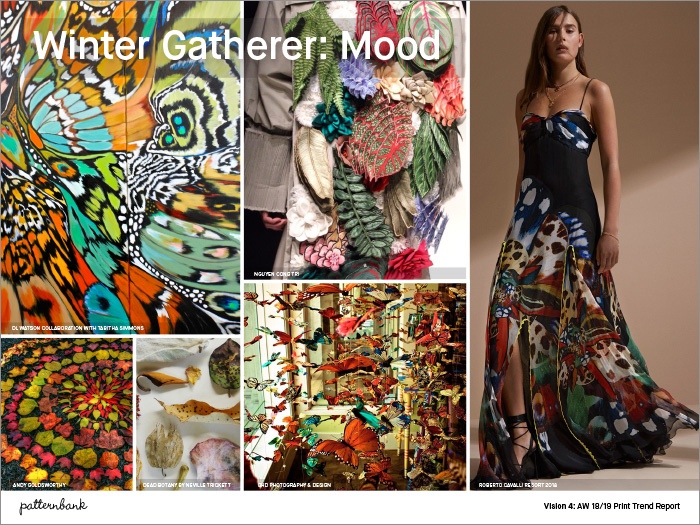 Winter Gatherer: Mood
DL WATSON COLLABORATION WITH TABITHA SIMMONS
NGUYEN CONG TRI
ANDY GOLDSWORTHY
DEAD BOTANY BY NEVILLE TRICKETT
DHD PHOTOGRAPHY & DESIGN
ROBERTO CAVALLI RESORT 2018
patternbank
Vision 4: AW 18/19 Print Trend Report